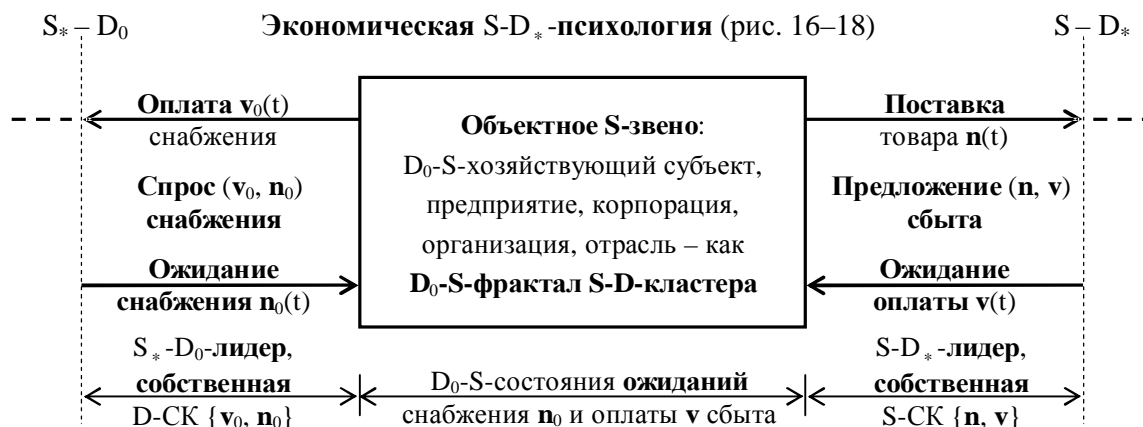 S* – D0 Экономическая S-D*-психология (рис. 16–18) S – D*
Оплата v0(t)
снабжения
Спрос (v0, n0)
снабжения
Ожидание
снабжения n0(t)
Объектное S-звено:
D0-S-хозяйствующий субъект,
предприятие, корпорация,
организация, отрасль – как
D0-S-фрактал S-D-кластера
Поставка
товара n(t)
Предложение (n, v)
сбыта
Ожидание
оплаты v(t)
S*-D0-лидер,
собственная
D-СК {v0, n0}
D0-S-состояния ожиданий
снабжения n0 и оплаты v сбыта
S-D*-лидер,
собственная
S-СК {n, v}